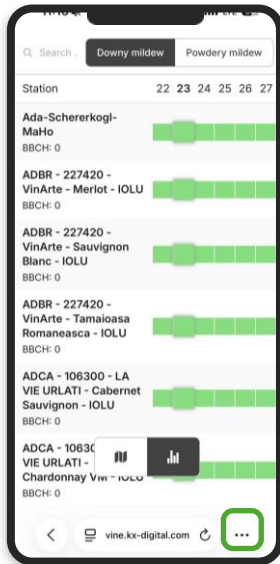 Search .
Downy mildew
Powdery mildew
Station
22 23 24 25 26 27
Ada-Schererkogl-
MaHo
BBCH: 0
ADBR - 227420 -
VinArte - Merlot - IOLU
BBCH: 0
ADBR - 227420 -
VinArte - Sauvignon
Blanc - IOLU
BBCH: 0
ADBR - 227420 -
VinArte - Tamaioasa
Romaneasca - IOLU
BBCH: 0
ADCA - 106300 - LA
VIE URLATI - Cabernet
Sauvignon - IOLU
BBCH: 0
ADCA -
VIE URLATI -
Chardonnay
BBCH: 0
vine.kx-digital.com